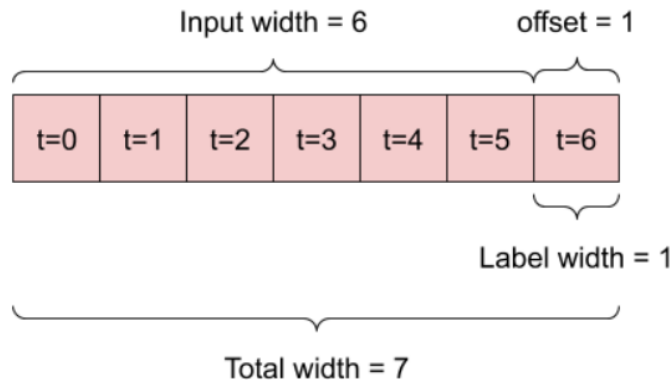 Input width = 6 offset = 1
t=0 t=1 t=2 t=3 t=4 t=5 t=6
Label width = 1
Total width = 7